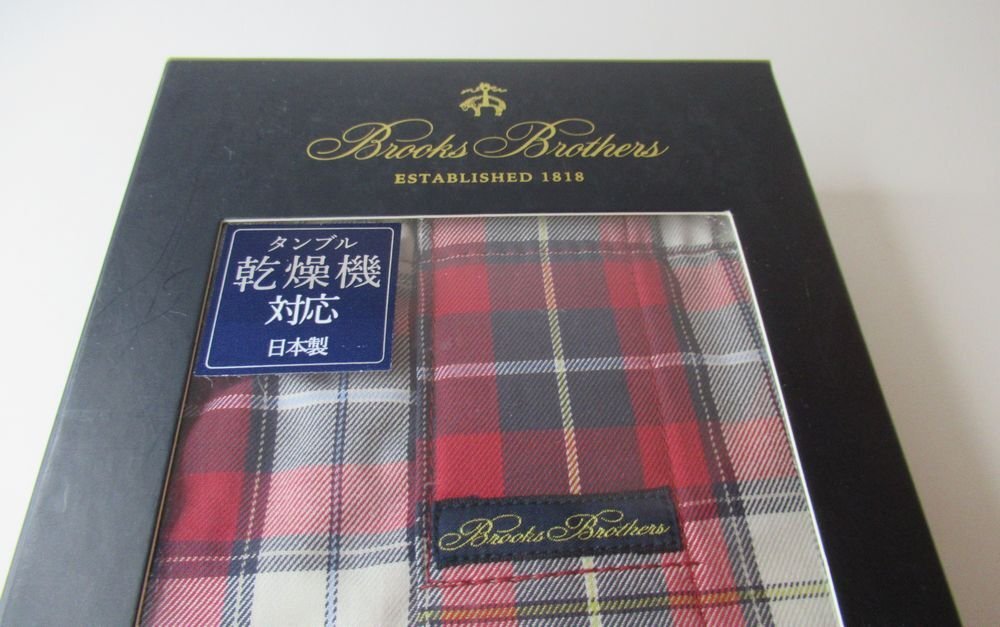 Brooks Brothers
ESTABLISHED 1818
タンブル
乾燥機
対応
日本製
Brooks Brothers